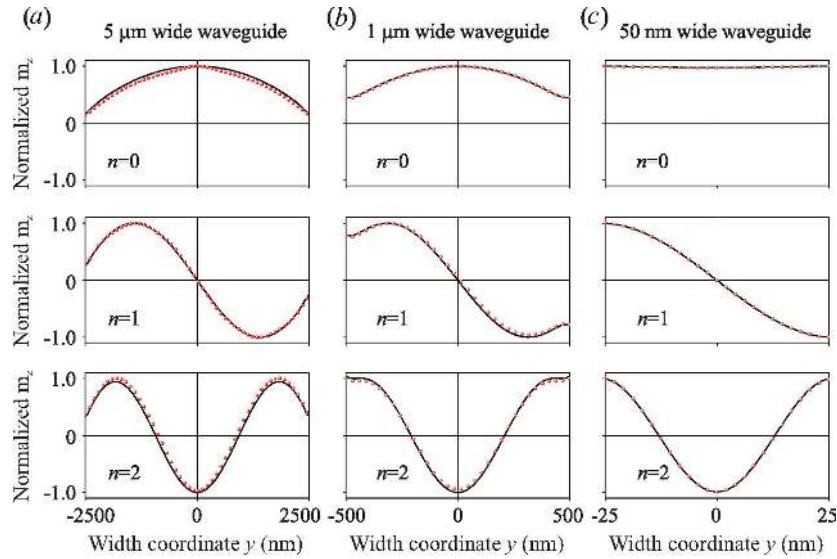 (a) (b) (c)
5 μm wide waveguide 1 μm wide waveguide 50 nm wide waveguide
Normalized m_z 1.0 0 -1.0 n=0 n=0 n=0
Normalized m_z 1.0 0 -1.0 n=1 n=1 n=1
Normalized m_z 1.0 0 -1.0 n=2 n=2 n=2
-2500 0 2500 -500 0 500 -25 0 25
Width coordinate y (nm) Width coordinate y (nm) Width coordinate y (nm)